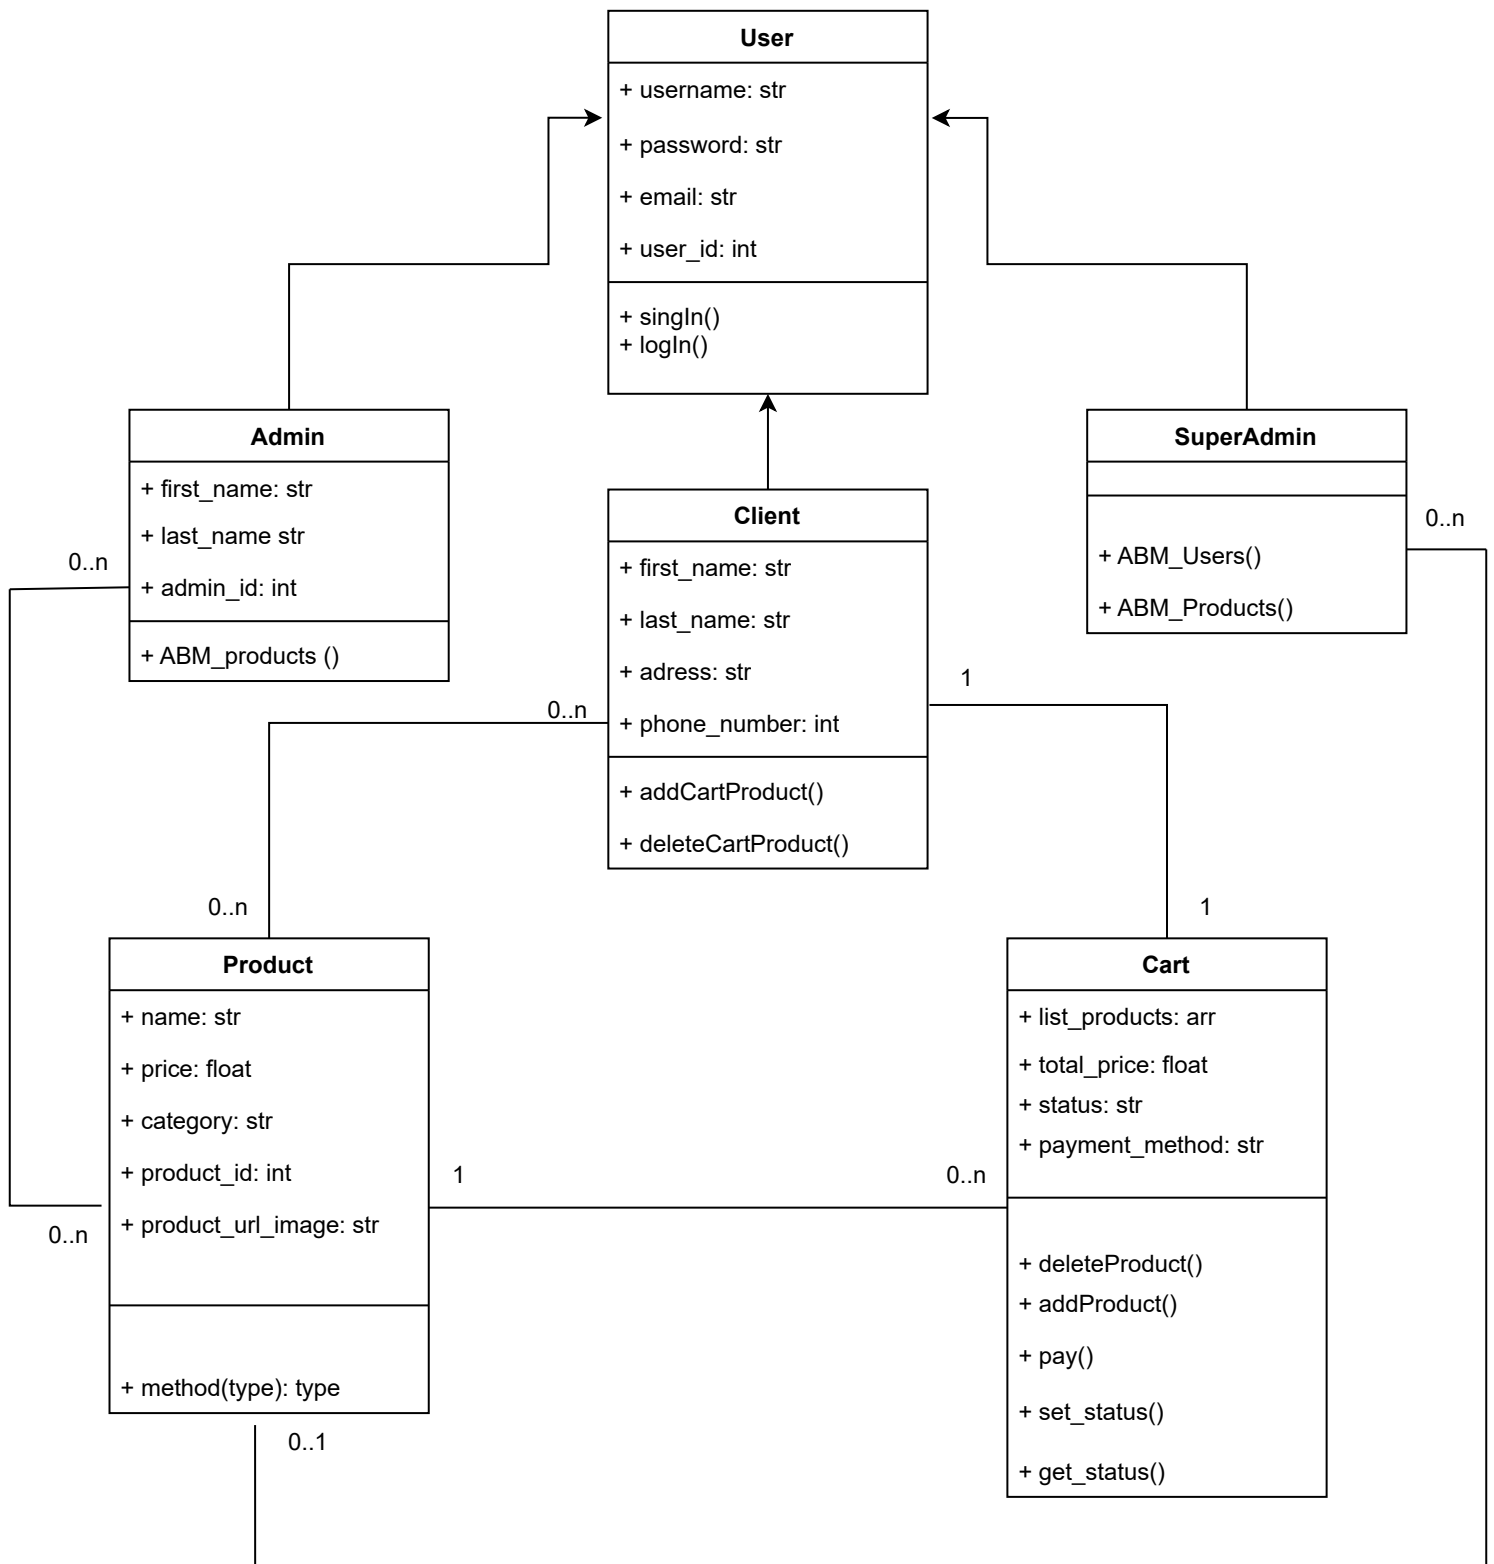 User
+ username: str
+ password: str
+ email: str
+ user_id: int
+ singIn()
+ logIn()
Admin
+ first_name: str
+ last_name str
+ admin_id: int
+ ABM_products ()
0..n
Client
+ first_name: str
+ last_name: str
+ adress: str
+ phone_number: int
+ addCartProduct()
+ deleteCartProduct()
SuperAdmin
+ ABM_Users()
+ ABM_Products()
0..n
0..n
1
0..n
1
Product
+ name: str
+ price: float
+ category: str
+ product_id: int
+ product_url_image: str
+ method(type): type
0..n
1
0..n
0..1
Cart
+ list_products: arr
+ total_price: float
+ status: str
+ payment_method: str
+ deleteProduct()
+ addProduct()
+ pay()
+ set_status()
+ get_status()